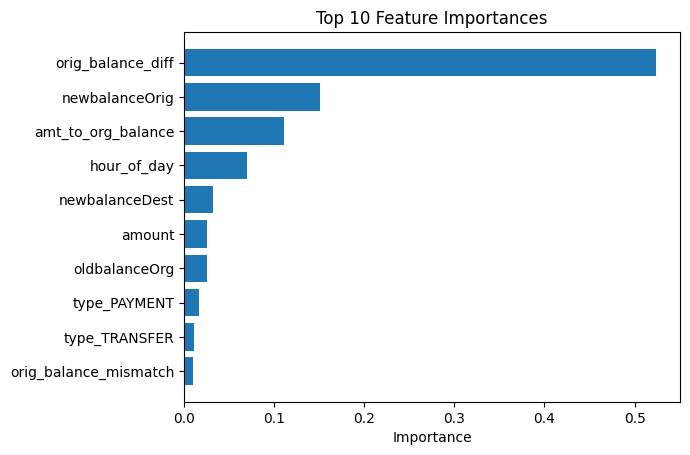 Top 10 Feature Importances
orig_balance_diff
newbalanceOrig
amt_to_org_balance
hour_of_day
newbalanceDest
amount
oldbalanceOrg
type_PAYMENT
type_TRANSFER
orig_balance_mismatch
0.0 0.1 0.2 0.3 0.4 0.5
Importance